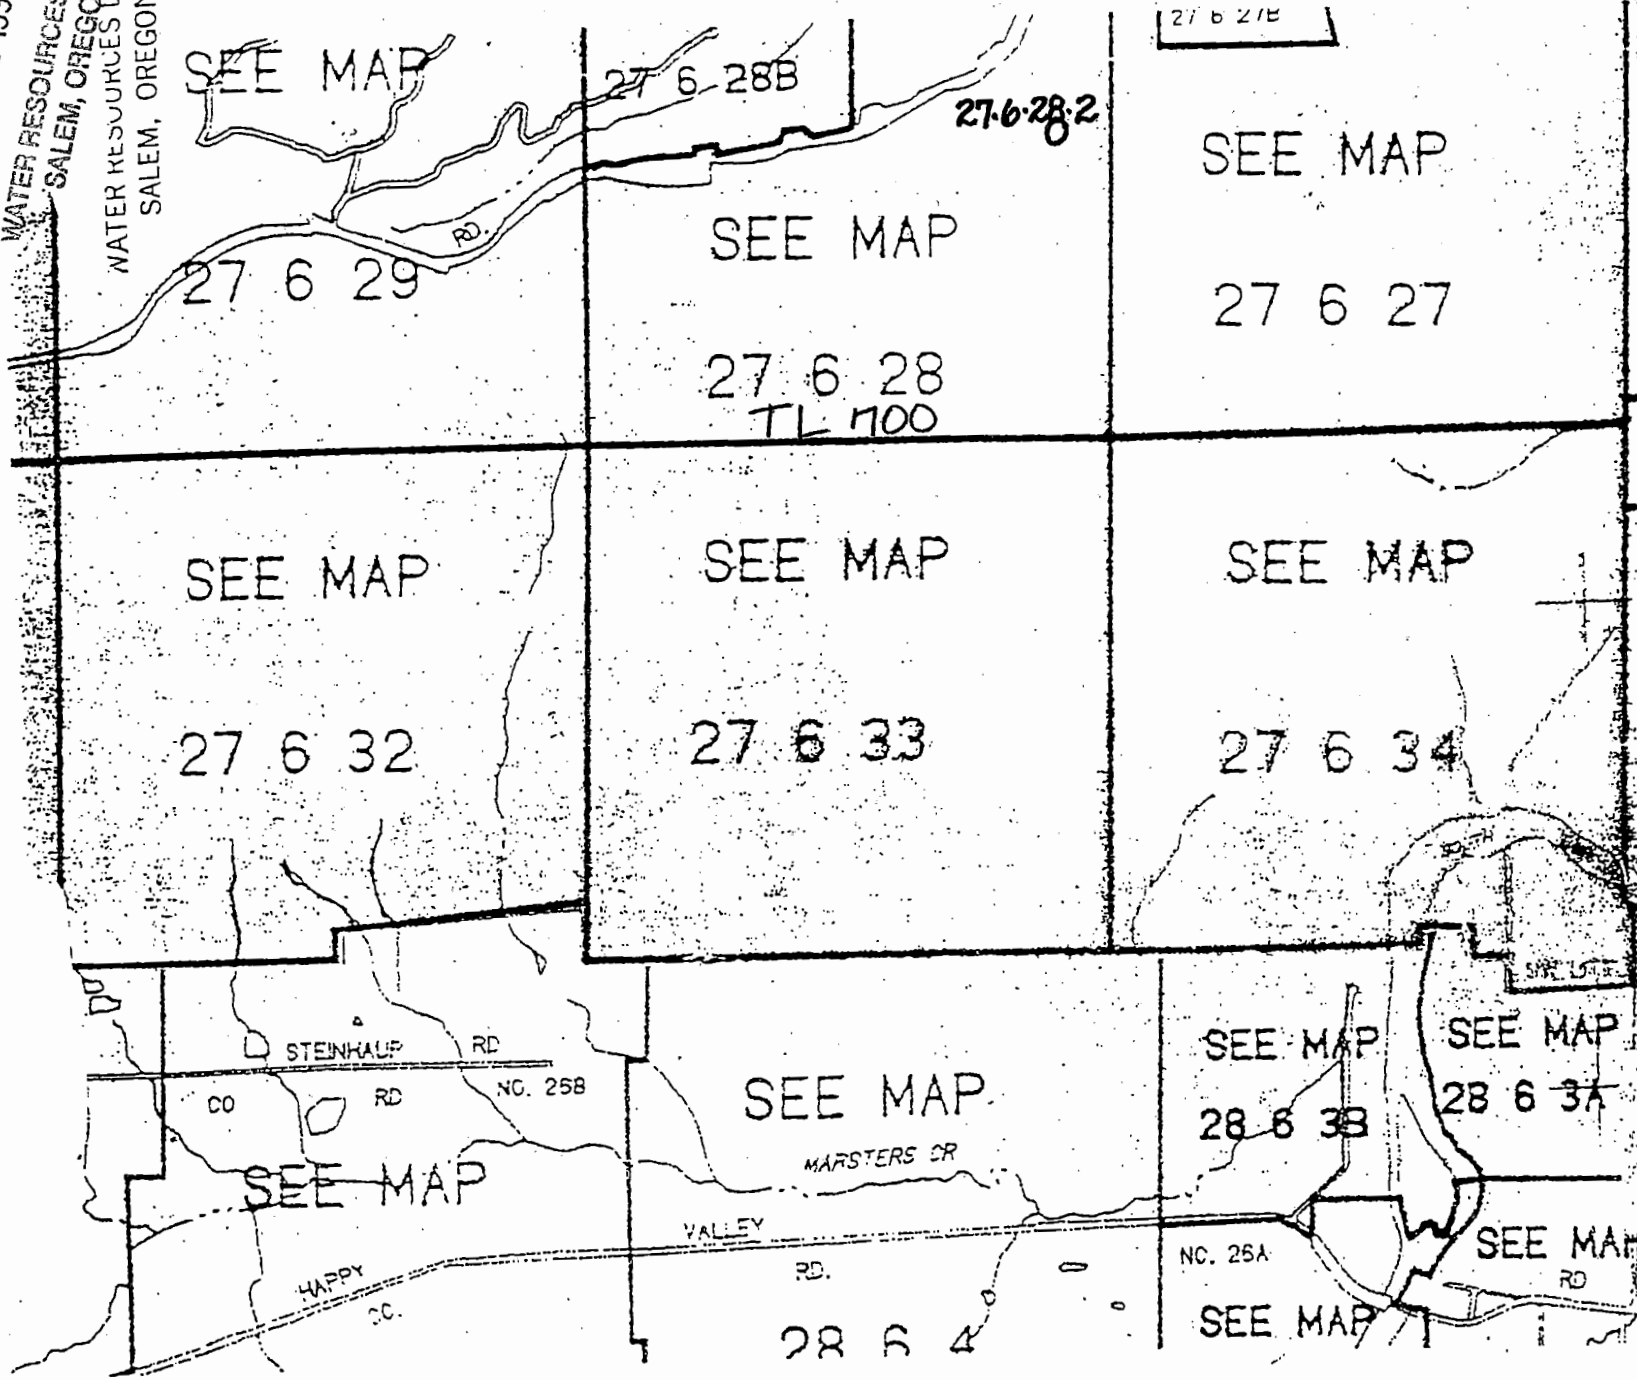 WATER RESOURCES
SALEM, OREGO
WATER RESOURCES D
SALEM, OREGON
SEE MAP
27 6 29
RD.
27 6 28B
27.6.28.2
27 6 27B
SEE MAP
27 6 28
TL 700
SEE MAP
27 6 27
SEE MAP
27 6 32
SEE MAP
27 6 33
SEE MAP
27 6 34
STEINHAUP RD
CO RD NO. 25B
SEE MAP
HAPPY VALLEY RD.
CC.
SEE MAP
MARSTERS CR
28 6 4
SEE MAP
28 6 3B
SEE MAP
28 6 3A
NC. 26A
SEE MAP
SEE MAP
RD